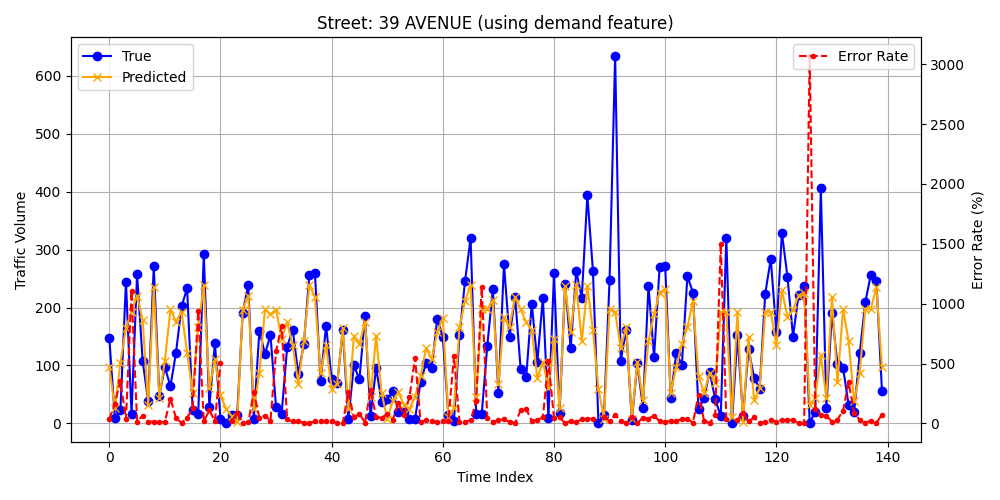 Street: 39 AVENUE (using demand feature)
True
Predicted
Error Rate
Traffic Volume
600
500
400
300
200
100
0
3000
2500
2000
1500
1000
500
0
Error Rate (%)
0 20 40 60 80 100 120 140
Time Index